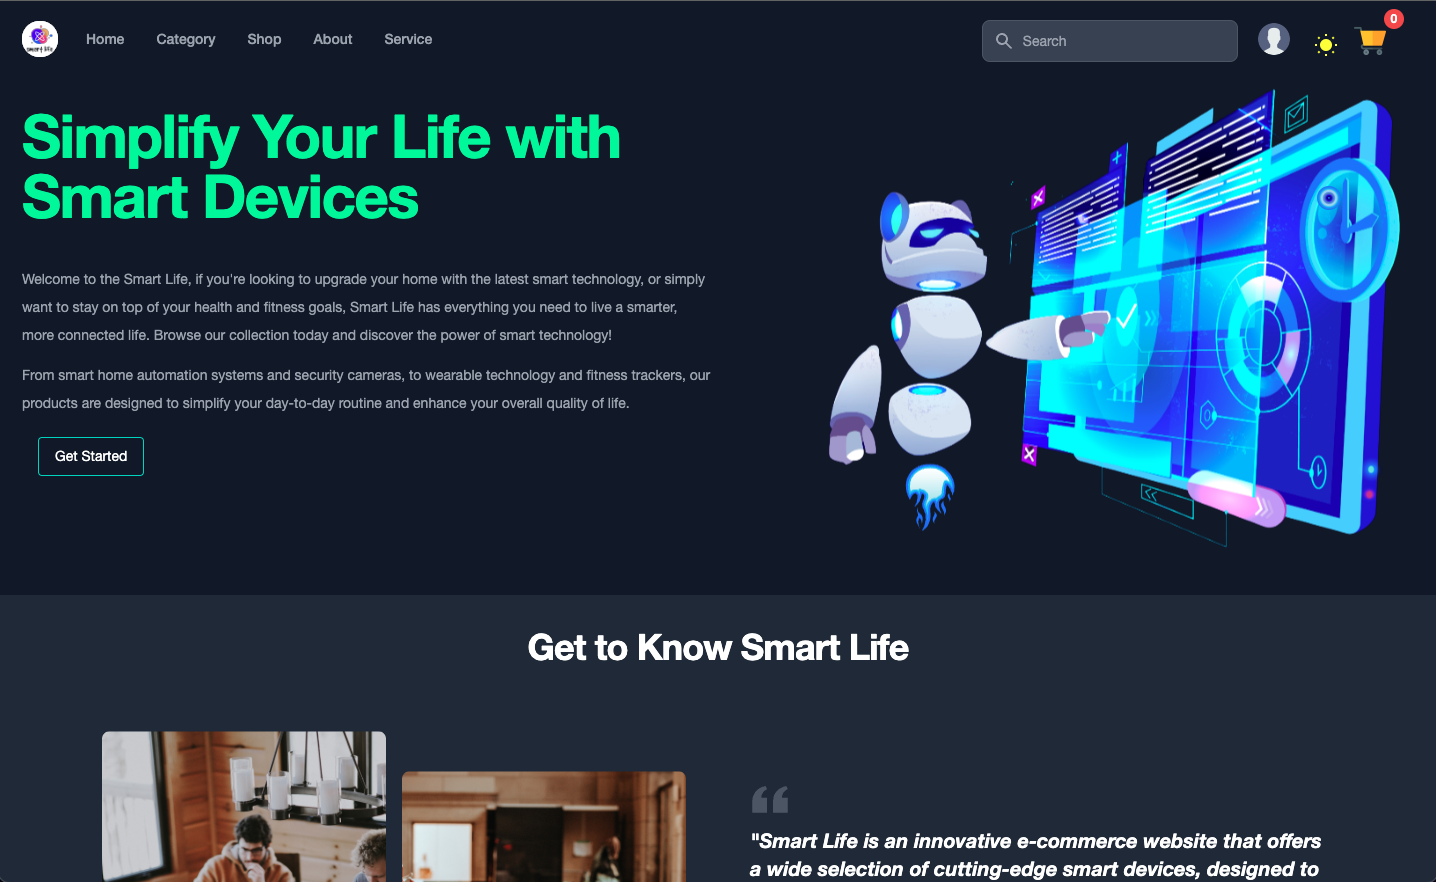 smart life
Home
Category
Shop
About
Service
Search
0
Simplify Your Life with
Smart Devices
Welcome to the Smart Life, if you're looking to upgrade your home with the latest smart technology, or simply
want to stay on top of your health and fitness goals, Smart Life has everything you need to live a smarter,
more connected life. Browse our collection today and discover the power of smart technology!
From smart home automation systems and security cameras, to wearable technology and fitness trackers, our
products are designed to simplify your day-to-day routine and enhance your overall quality of life.
Get Started
Get to Know Smart Life
"Smart Life is an innovative e-commerce website that offers
a wide selection of cutting-edge smart devices, designed to